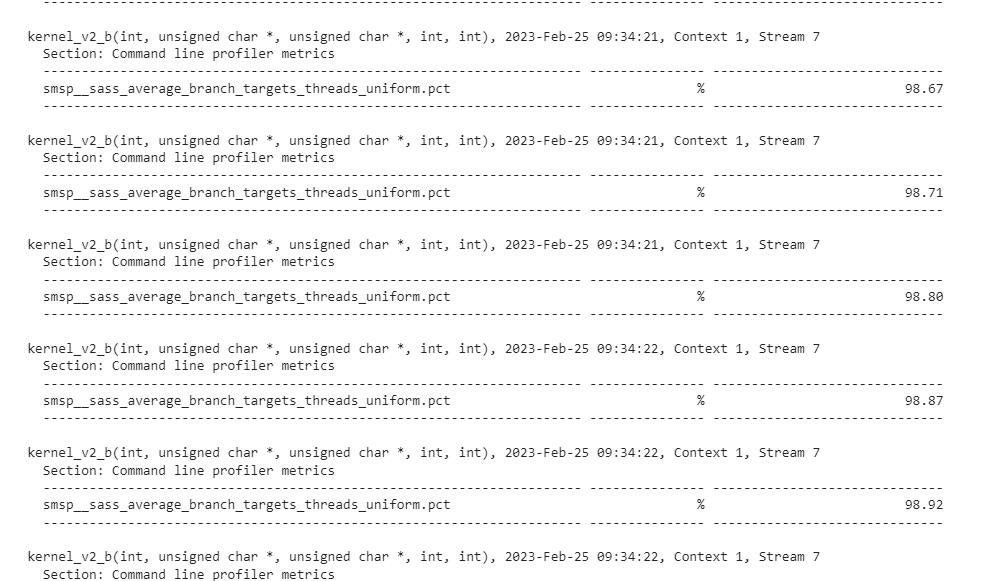 ---------------------------------------------------------------------- --------------- ------------------------------
kernel_v2_b(int, unsigned char *, unsigned char *, int, int), 2023-Feb-25 09:34:21, Context 1, Stream 7
  Section: Command line profiler metrics
  ---------------------------------------------------------------------- --------------- ------------------------------
  smsp__sass_average_branch_targets_threads_uniform.pct                                %                          98.67
  ---------------------------------------------------------------------- --------------- ------------------------------
kernel_v2_b(int, unsigned char *, unsigned char *, int, int), 2023-Feb-25 09:34:21, Context 1, Stream 7
  Section: Command line profiler metrics
  ---------------------------------------------------------------------- --------------- ------------------------------
  smsp__sass_average_branch_targets_threads_uniform.pct                                %                          98.71
  ---------------------------------------------------------------------- --------------- ------------------------------
kernel_v2_b(int, unsigned char *, unsigned char *, int, int), 2023-Feb-25 09:34:21, Context 1, Stream 7
  Section: Command line profiler metrics
  ---------------------------------------------------------------------- --------------- ------------------------------
  smsp__sass_average_branch_targets_threads_uniform.pct                                %                          98.80
  ---------------------------------------------------------------------- --------------- ------------------------------
kernel_v2_b(int, unsigned char *, unsigned char *, int, int), 2023-Feb-25 09:34:22, Context 1, Stream 7
  Section: Command line profiler metrics
  ---------------------------------------------------------------------- --------------- ------------------------------
  smsp__sass_average_branch_targets_threads_uniform.pct                                %                          98.87
  ---------------------------------------------------------------------- --------------- ------------------------------
kernel_v2_b(int, unsigned char *, unsigned char *, int, int), 2023-Feb-25 09:34:22, Context 1, Stream 7
  Section: Command line profiler metrics
  ---------------------------------------------------------------------- --------------- ------------------------------
  smsp__sass_average_branch_targets_threads_uniform.pct                                %                          98.92
  ---------------------------------------------------------------------- --------------- ------------------------------
kernel_v2_b(int, unsigned char *, unsigned char *, int, int), 2023-Feb-25 09:34:22, Context 1, Stream 7
  Section: Command line profiler metrics